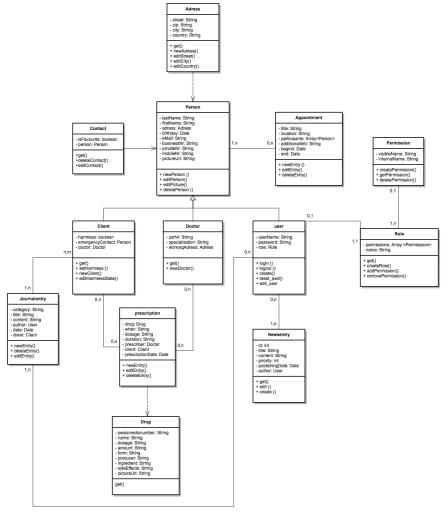 Adress
- street: String
- zip: String
- city: String
- country: String
+ get()
+ newAdress()
+ editStreet()
+ editCity()
+ editCountry()
Person
- lastName: String
- firstName: String
- adress: Adress
- birthday: Date
- eMail: String
- businessNr: String
- privateNr: String
- mobileNr: String
- pictureUrl: String
+ newPerson ()
+ editPerson()
+ editPicture()
+ deletePerson ()
Contact
- isFavourite: boolean
- person: Person
+get()
+deleteContact()
+editContact()
1,n
0,n
Appointment
- title: String
- location: String
- participants: Array<Person>
- additionalInfo: String
- begin: Date
- end: Date
+newEntry ()
+editEntry()
+deleteEntry()
Permission
- visibleName: String
- internalName: String
+ createPermission()
+ getPermission()
+ deletePermission()
0,1
1,n
Client
- harmless: boolean
- emergencyContact: Person
- doctor: Doctor
+ get()
+ setHarmless ()
+ newClient()
+ editHarmlessState()
Doctor
- zsrNr: String
- specialisation: String
- workingAdress: Adress
+ get()
+ newDoctor()
user
- userName: String
- password: String
- role: Role
+ login ()
+ logout ()
+ create()
+ reset_pwd()
+ edit_user
0,1
1,1
Role
- permissions: Array <Permission>
- name: String
+ get()
+ createRole()
+ addPermission()
+ removePermission()
n,m
0,n
1,n
Journalentry
- category: String
- title: String
- content: String
- author: User
- date: Date
- client: Client
+ newEntry()
+ deleteEntry()
+ editEntry()
1,n
0,n
0,n
0,n
0,n
prescription
- drug: Drug
- when: String
- dosage: String
- duration: String
- prescriber: Doctor
- client: Client
- prescriptionDate: Date
+ newEntry()
+ editEntry()
+ deleteEntry()
0,n
1,n
Newsentry
- id: int
- title: String
- content: String
- priority: int
- publishingDate: Date
- author: User
+ get()
+ edit ()
+ create ()
Drug
- swissmedicnumber: String
- name: String
- dosage: String
- amount: String
- form: String
- producer: String
- ingredient: String
- sideEffects: String
- pictureUrl: String
get()